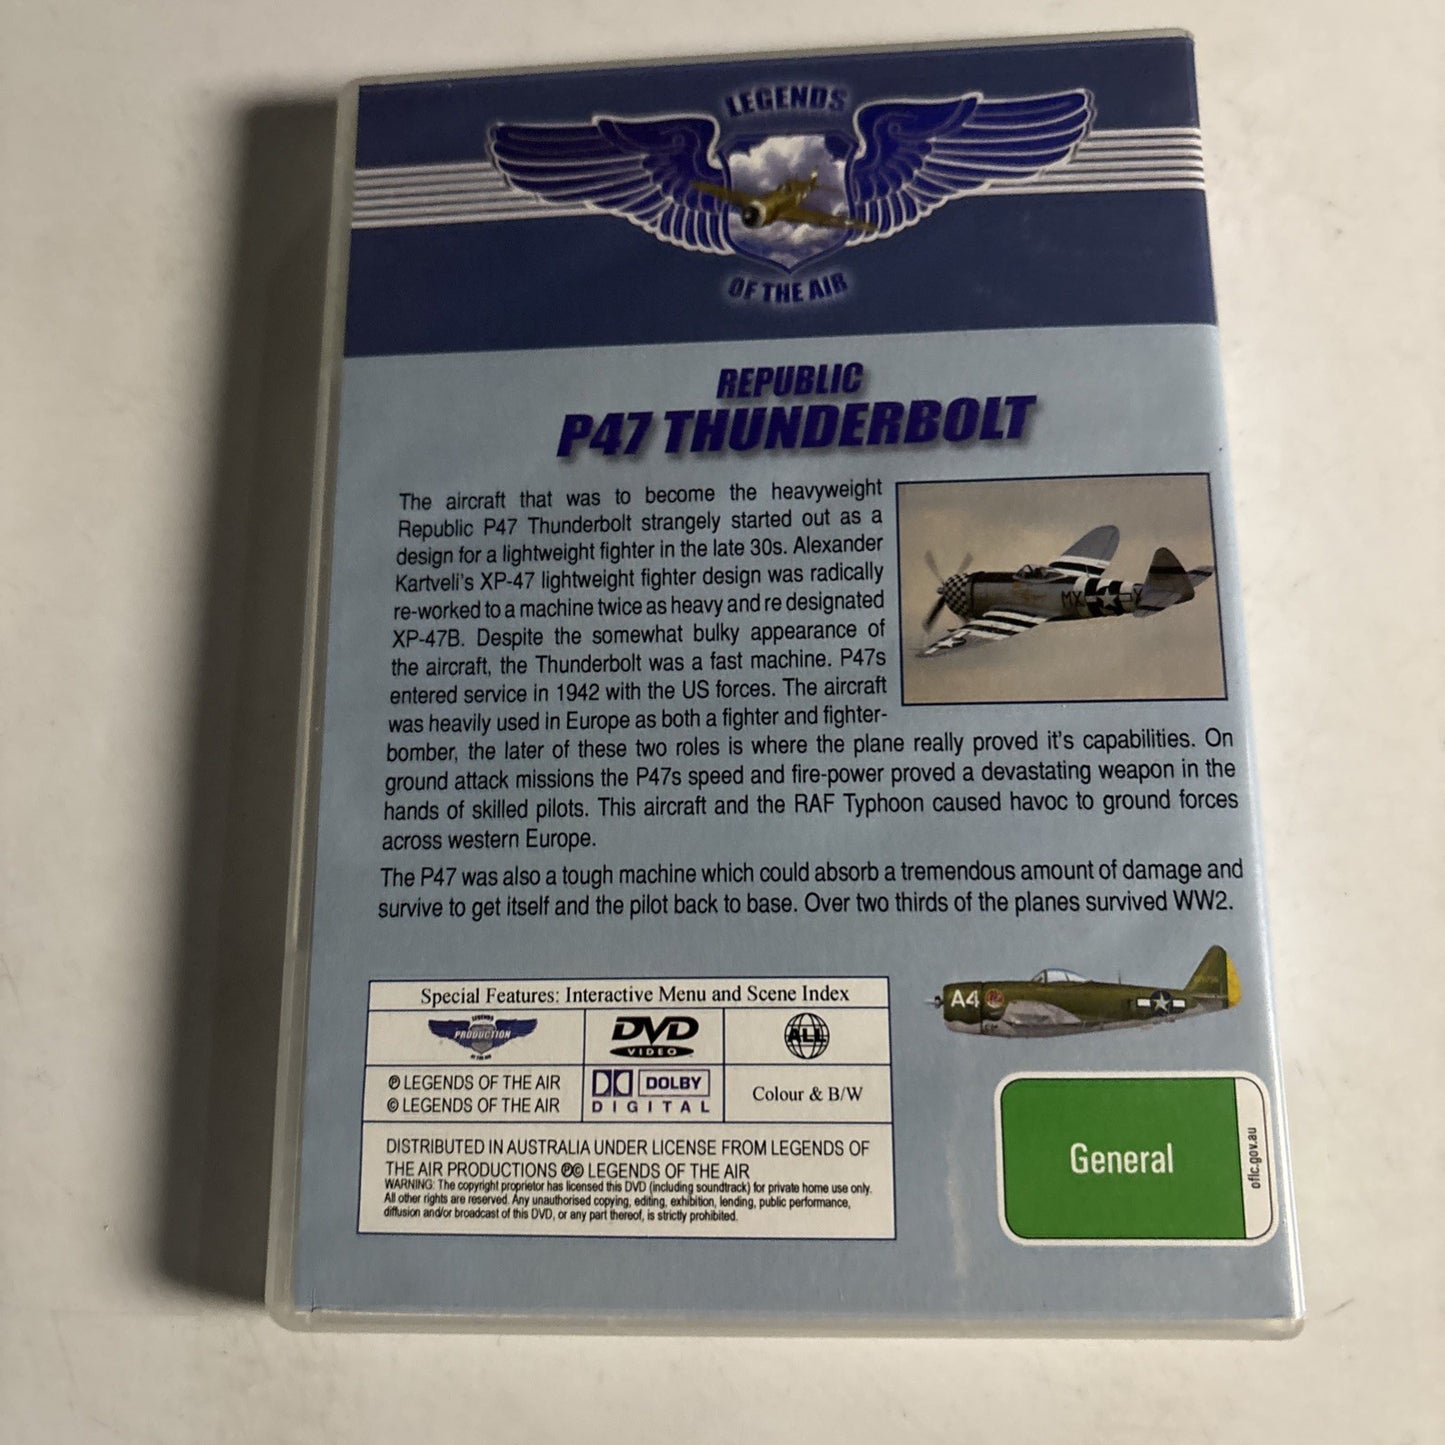 LEGENDS
OF THE AIR
REPUBLIC
P47 THUNDERBOLT
The aircraft that was to become the heavyweight
Republic P47 Thunderbolt strangely started out as a
design for a lightweight fighter in the late 30s. Alexander
Kartveli's XP-47 lightweight fighter design was radically
re-worked to a machine twice as heavy and re designated
XP-47B. Despite the somewhat bulky appearance of
the aircraft, the Thunderbolt was a fast machine. P47s
entered service in 1942 with the US forces. The aircraft
was heavily used in Europe as both a fighter and fighter-
bomber, the later of these two roles is where the plane really proved it's capabilities. On
ground attack missions the P47s speed and fire-power proved a devastating weapon in the
hands of skilled pilots. This aircraft and the RAF Typhoon caused havoc to ground forces
across western Europe.
The P47 was also a tough machine which could absorb a tremendous amount of damage and
survive to get itself and the pilot back to base. Over two thirds of the planes survived WW2.
MX X
A4
Special Features: Interactive Menu and Scene Index
LEGENDS
PRODUCTION
OF THE AIR
DVD
VIDEO
ALL
℗ LEGENDS OF THE AIR
© LEGENDS OF THE AIR
DOLBY
DIGITAL
Colour & B/W
DISTRIBUTED IN AUSTRALIA UNDER LICENSE FROM LEGENDS OF
THE AIR PRODUCTIONS ℗© LEGENDS OF THE AIR
WARNING: The copyright proprietor has licensed this DVD (including soundtrack) for private home use only.
All other rights are reserved. Any unauthorised copying, editing, exhibition, lending, public performance,
diffusion and/or broadcast of this DVD, or any part thereof, is strictly prohibited.
General
oflc.gov.au